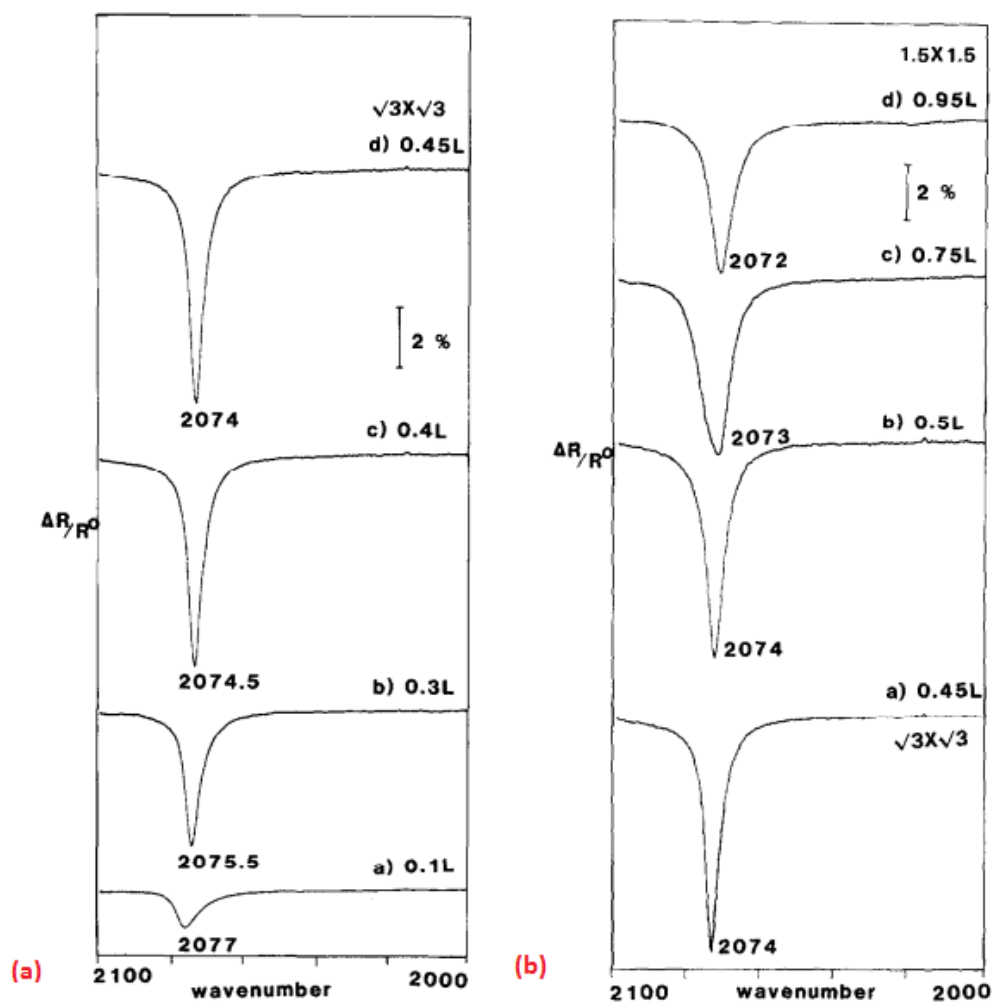 √3X√3
d) 0.45L
2 %
2074
c) 0.4L
ΔR/R⁰
2074.5
b) 0.3L
2075.5
a) 0.1L
2077
(a)
2100
2000
wavenumber
1.5X1.5
d) 0.95L
2 %
2072
c) 0.75L
2073
b) 0.5L
ΔR/R⁰
2074
a) 0.45L
√3X√3
2074
(b)
2100
2000
wavenumber